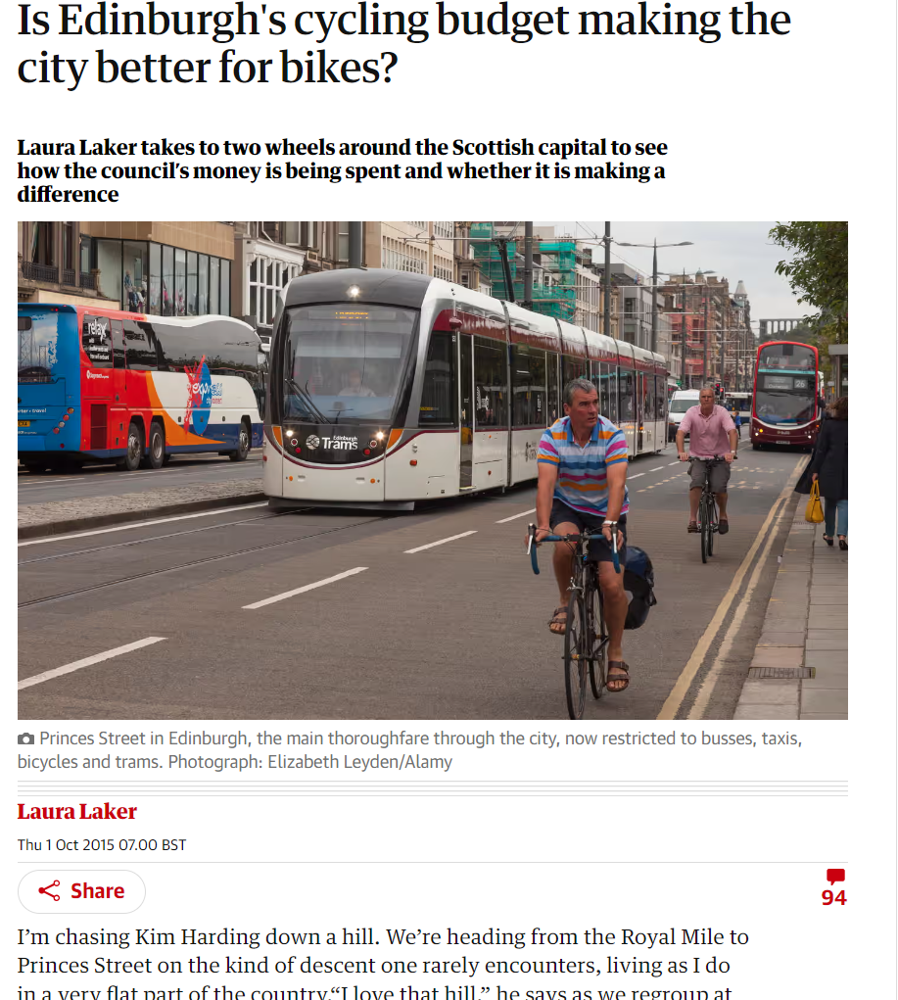 Is Edinburgh's cycling budget making the
city better for bikes?
Laura Laker takes to two wheels around the Scottish capital to see
how the council's money is being spent and whether it is making a
difference
relax
Edinburgh
Trams
Princes Street in Edinburgh, the main thoroughfare through the city, now restricted to busses, taxis,
bicycles and trams. Photograph: Elizabeth Leyden/Alamy
Laura Laker
Thu 1 Oct 2015 07.00 BST
Share
94
I'm chasing Kim Harding down a hill. We're heading from the Royal Mile to
Princes Street on the kind of descent one rarely encounters, living as I do
in a very flat part of the country.“I love that hill,” he says as we regroup at